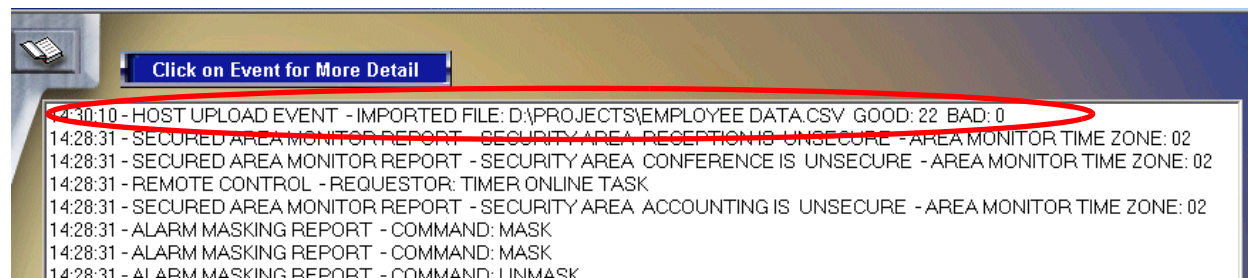 Click on Event for More Detail
14:30:10 - HOST UPLOAD EVENT - IMPORTED FILE: D:\PROJECTS\EMPLOYEE DATA.CSV GOOD: 22 BAD: 0
14:28:31 - SECURED AREA MONITOR REPORT - SECURITY AREA RECEPTION IS UNSECURE - AREA MONITOR TIME ZONE: 02
14:28:31 - SECURED AREA MONITOR REPORT - SECURITY AREA CONFERENCE IS UNSECURE - AREA MONITOR TIME ZONE: 02
14:28:31 - REMOTE CONTROL - REQUESTOR: TIMER ONLINE TASK
14:28:31 - SECURED AREA MONITOR REPORT - SECURITY AREA ACCOUNTING IS UNSECURE - AREA MONITOR TIME ZONE: 02
14:28:31 - ALARM MASKING REPORT - COMMAND: MASK
14:28:31 - ALARM MASKING REPORT - COMMAND: MASK
14:28:31 - ALARM MASKING REPORT - COMMAND: UNMASK